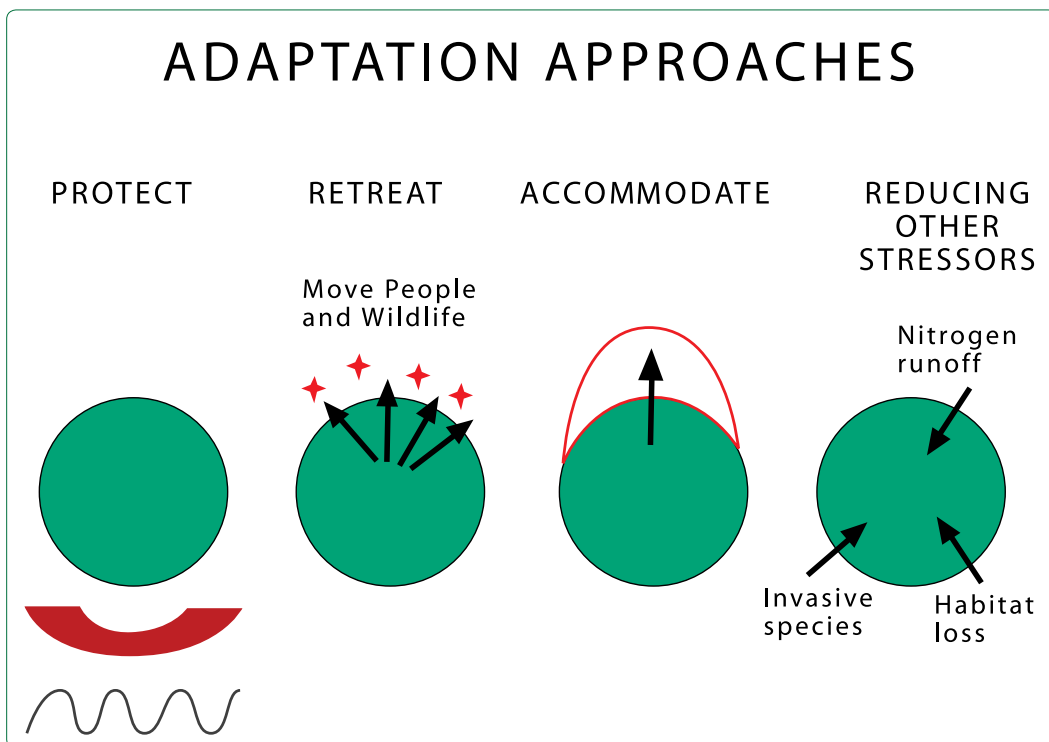 ADAPTATION APPROACHES
PROTECT
RETREAT
ACCOMMODATE
REDUCING
OTHER
STRESSORS
Move People
and Wildlife
Nitrogen
runoff
Invasive
species
Habitat
loss